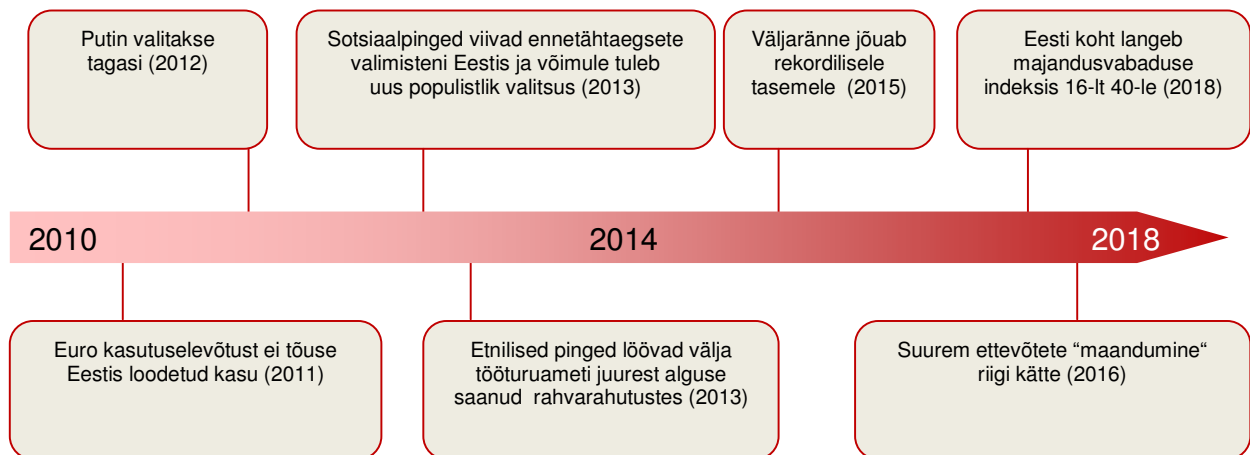 Putin valitakse
tagasi (2012)
Sotsiaalpinged viivad ennetähtaegsete
valimisteni Eestis ja võimule tuleb
uus populistlik valitsus (2013)
Väljaränne jõuab
rekordilisele
tasemele (2015)
Eesti koht langeb
majandusvabaduse
indeksis 16-lt 40-le (2018)
2010
2014
2018
Euro kasutuselevõtust ei tõuse
Eestis loodetud kasu (2011)
Etnilised pinged löövad välja
tööturuameti juurest alguse
saanud rahvarahutustes (2013)
Suurem ettevõtete “maandumine“
riigi kätte (2016)